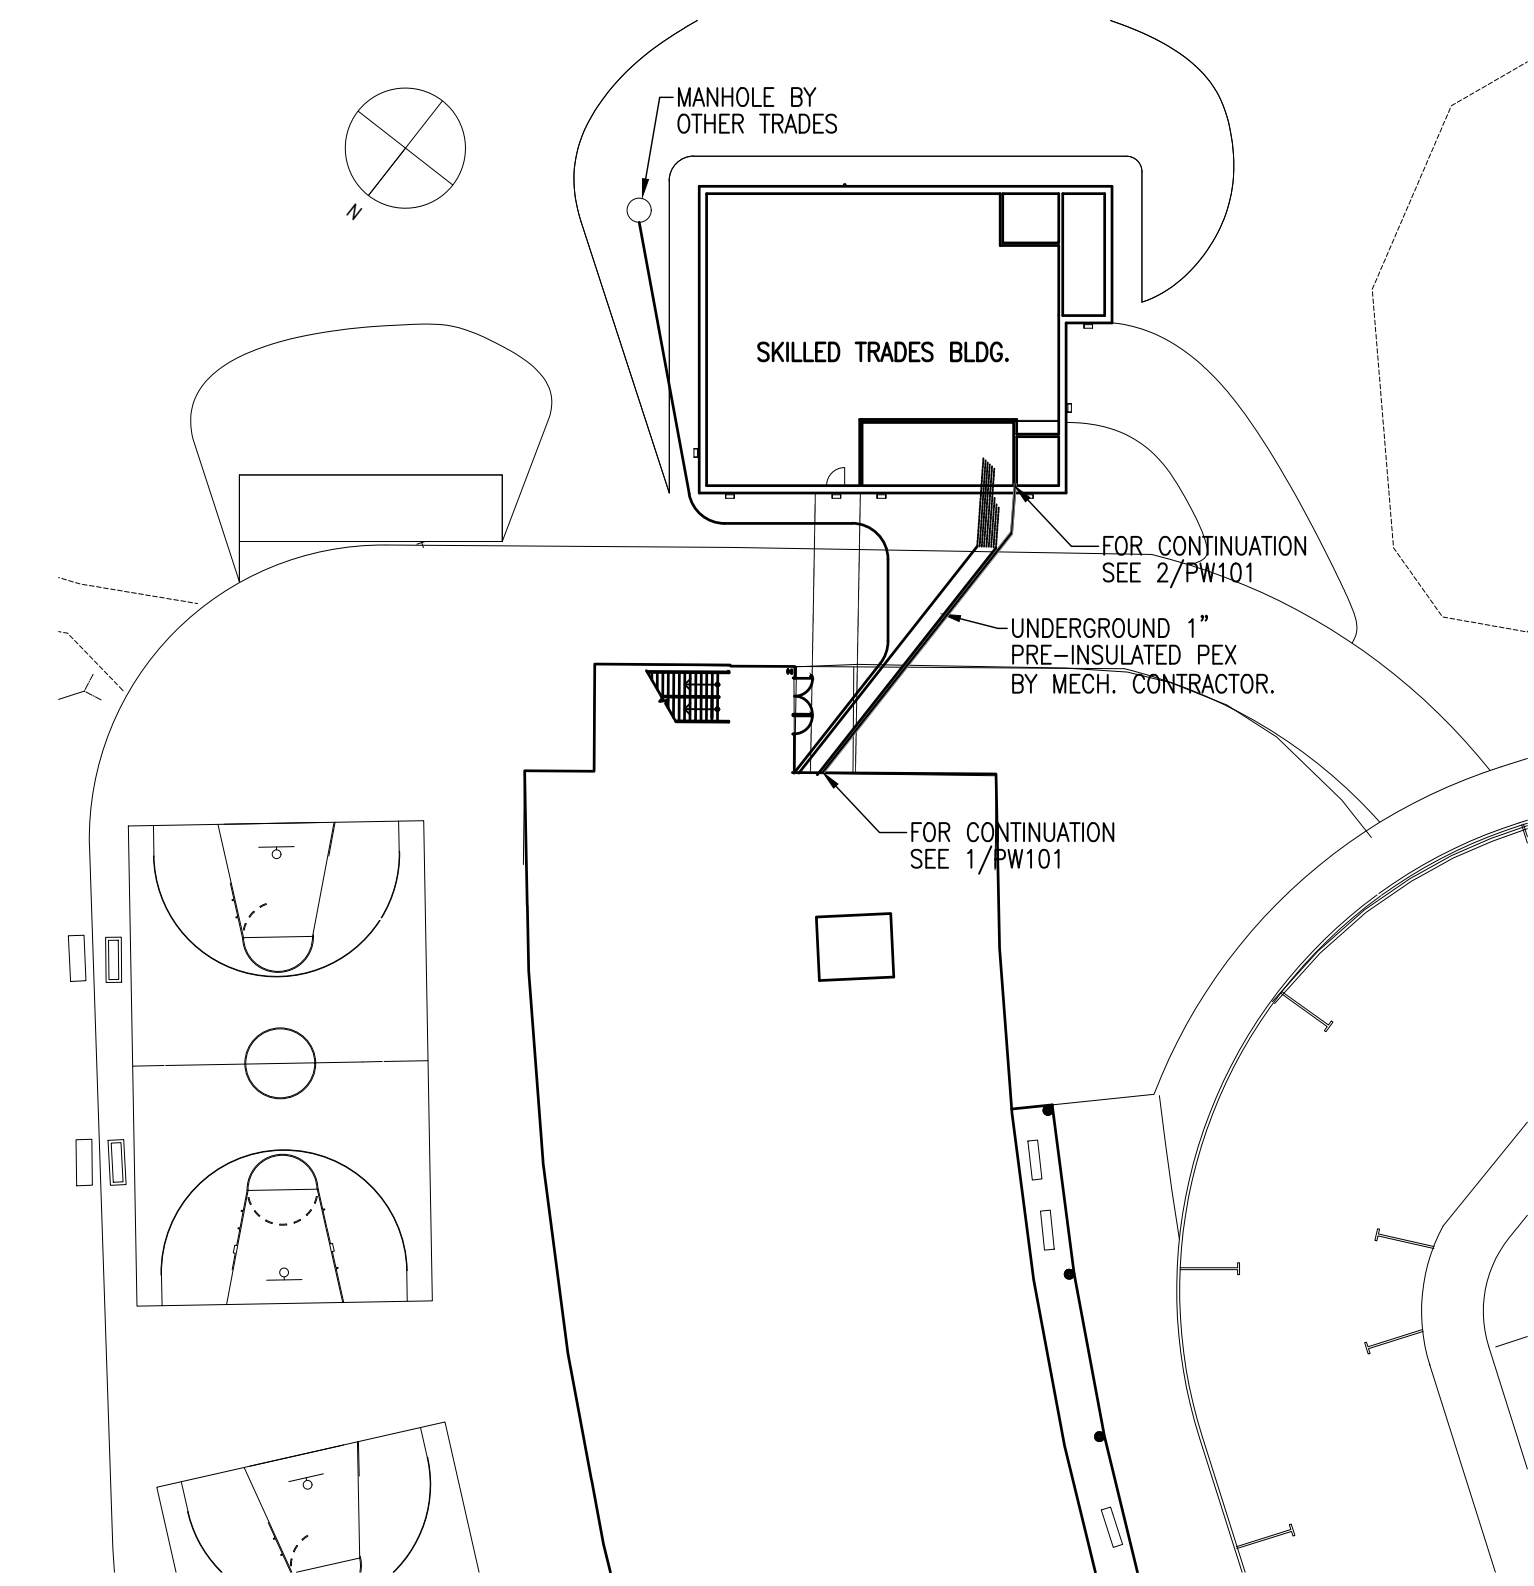 MANHOLE BY
OTHER TRADES
N
SKILLED TRADES BLDG.
FOR CONTINUATION
SEE 2/PW101
UNDERGROUND 1”
PRE-INSULATED PEX
BY MECH. CONTRACTOR.
FOR CONTINUATION
SEE 1/PW101